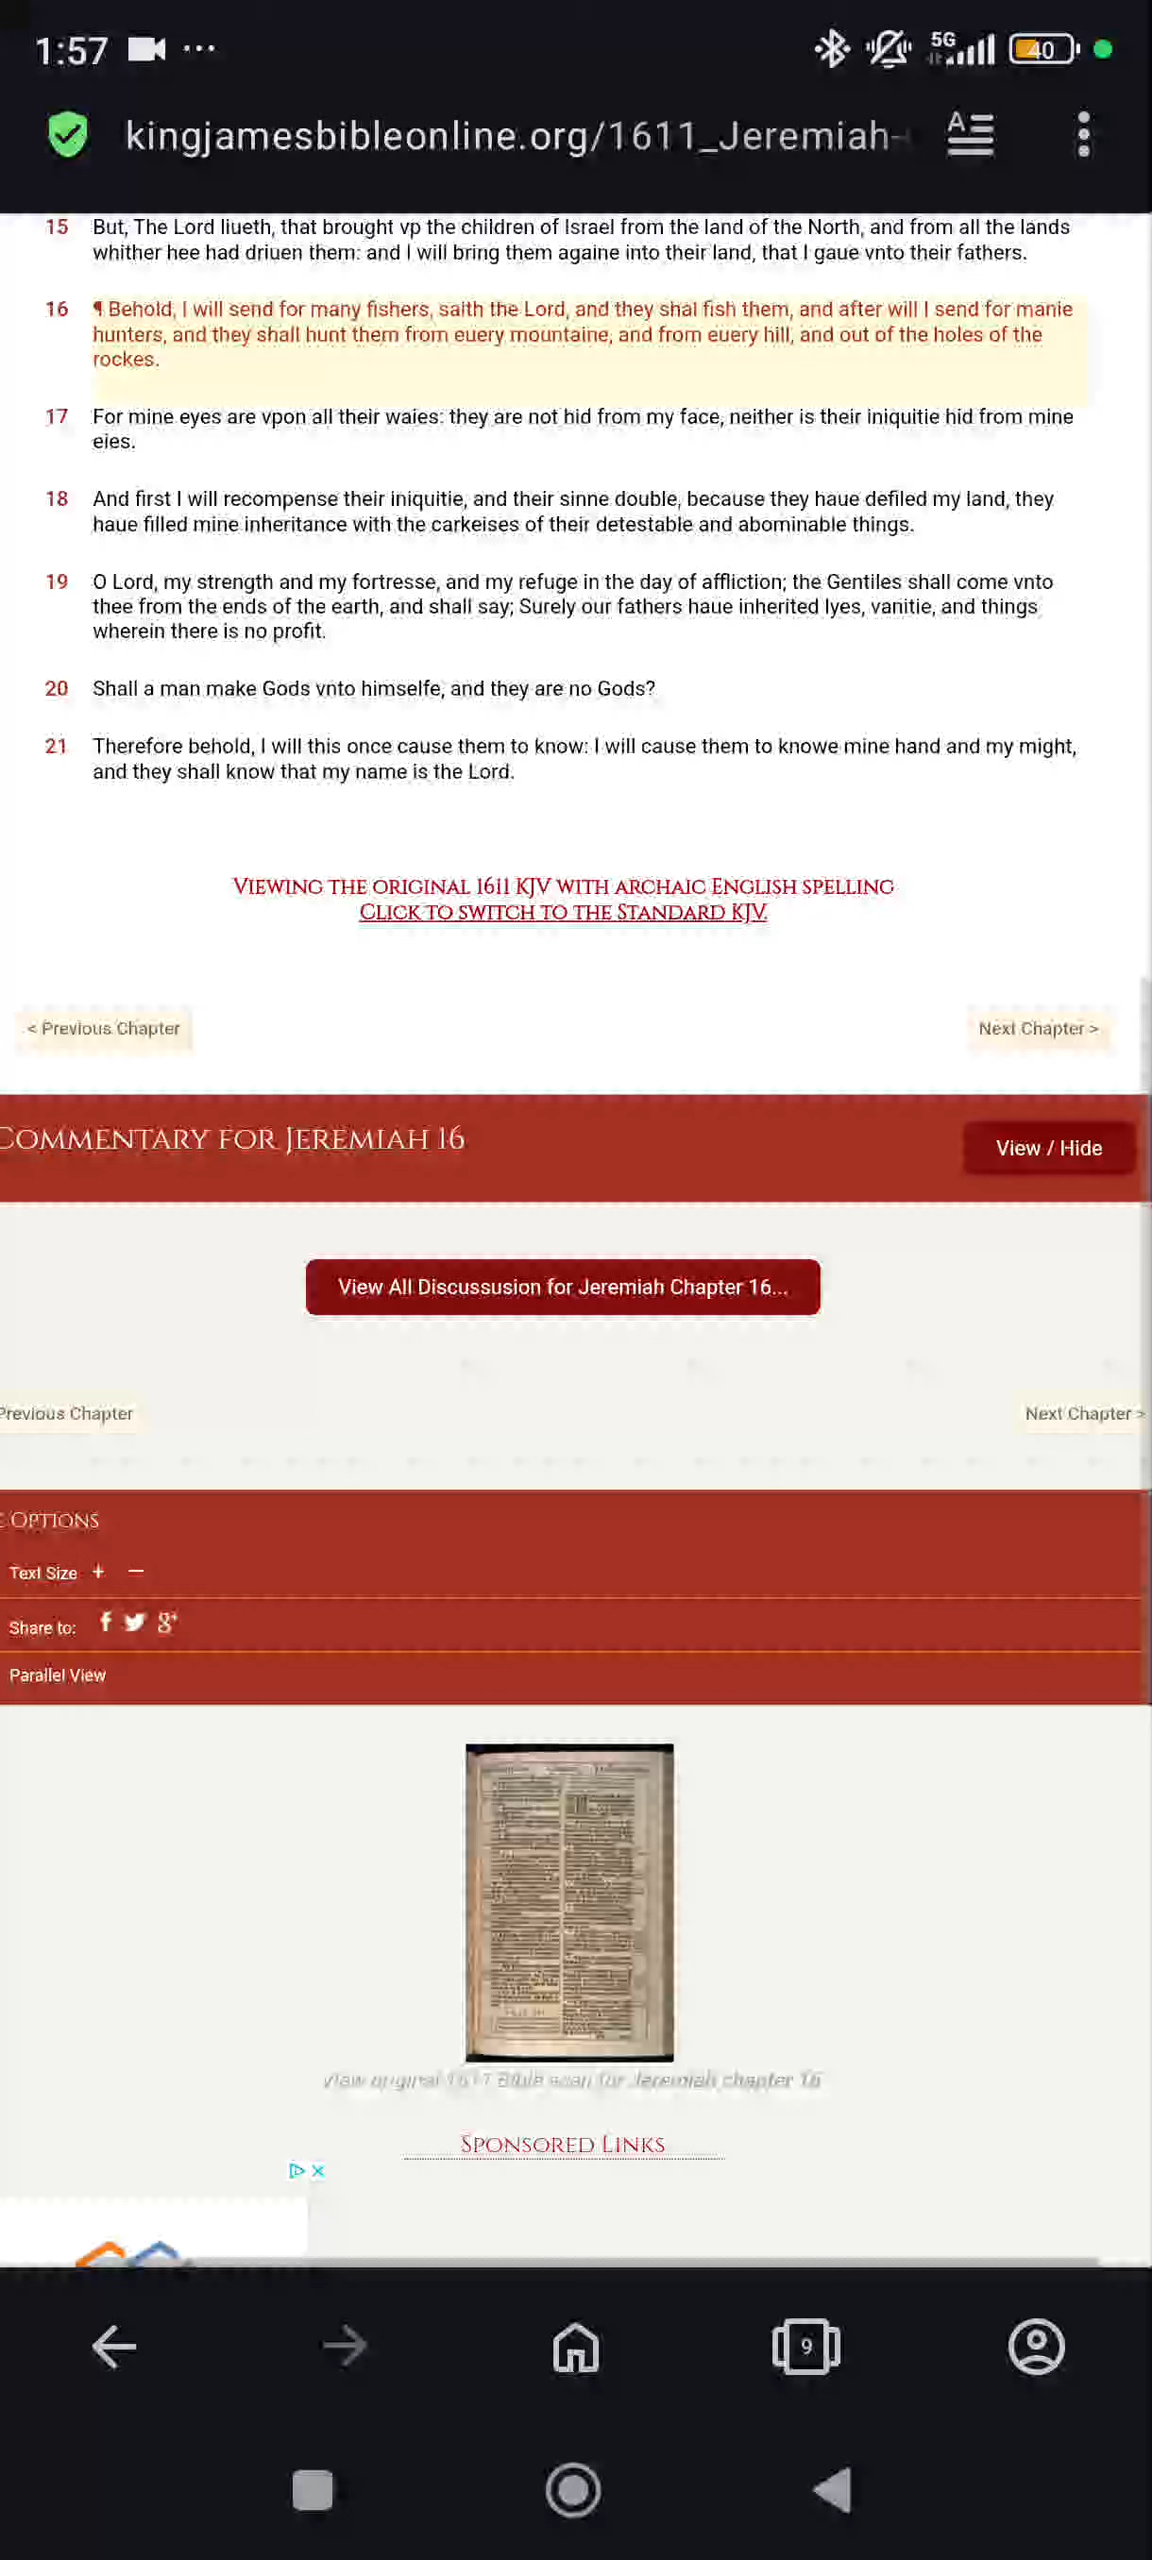 1:57
5G
40
kingjamesbibleonline.org/1611_Jeremiah-
15 But, The Lord liueth, that brought vp the children of Israel from the land of the North, and from all the lands
whither hee had driuen them: and I will bring them againe into their land, that I gaue vnto their fathers.
16 ¶ Behold, I will send for many fishers, saith the Lord, and they shal fish them, and after will I send for manie
hunters, and they shall hunt them from euery mountaine, and from euery hill, and out of the holes of the
rockes.
17 For mine eyes are vpon all their waies: they are not hid from my face, neither is their iniquitie hid from mine
eies.
18 And first I will recompense their iniquitie, and their sinne double, because they haue defiled my land, they
haue filled mine inheritance with the carkeises of their detestable and abominable things.
19 O Lord, my strength and my fortresse, and my refuge in the day of affliction; the Gentiles shall come vnto
thee from the ends of the earth, and shall say; Surely our fathers haue inherited lyes, vanitie, and things
wherein there is no profit.
20 Shall a man make Gods vnto himselfe, and they are no Gods?
21 Therefore behold, I will this once cause them to know: I will cause them to knowe mine hand and my might,
and they shall know that my name is the Lord.
Viewing the original 1611 KJV with archaic English spelling
Click to switch to the Standard KJV
< Previous Chapter
Next Chapter >
Commentary for Jeremiah 16
View / Hide
View All Discussusion for Jeremiah Chapter 16...
Previous Chapter
Next Chapter >
Options
Text Size + −
Share to:
Parallel View
View original 1611 Bible scan for Jeremiah chapter 16
Sponsored Links
9